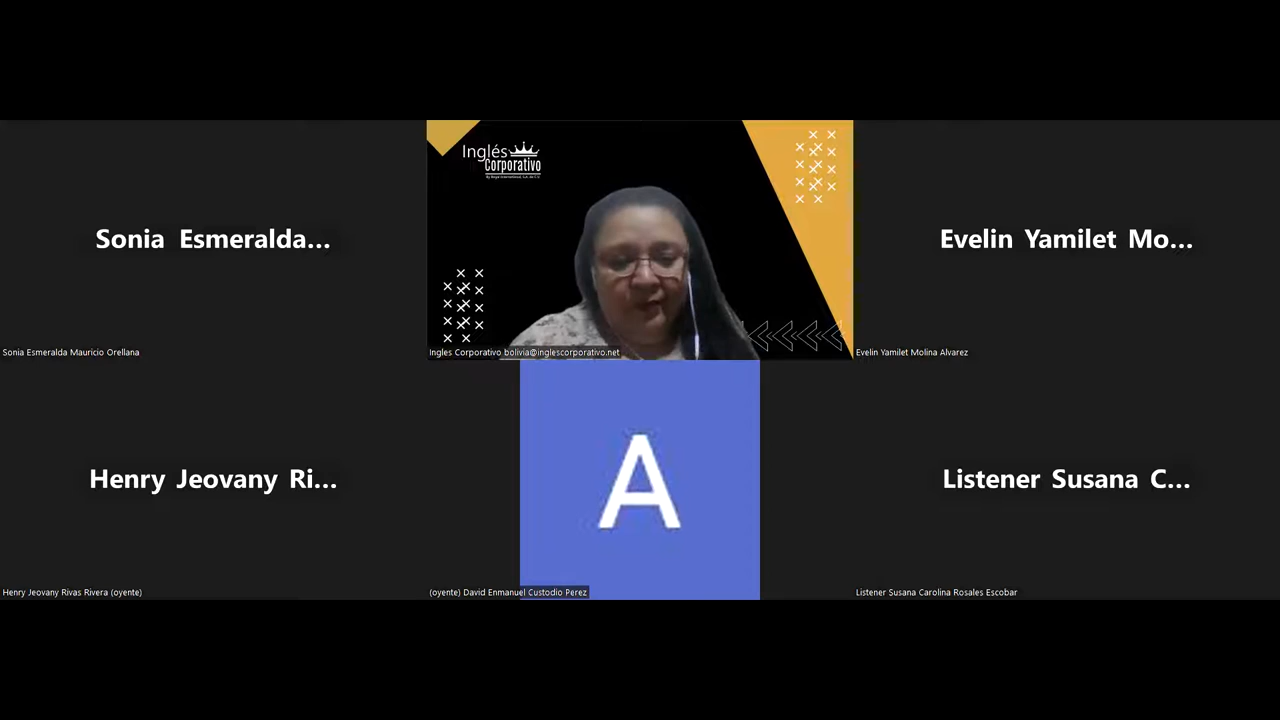 Sonia Esmeralda...
Sonia Esmeralda Mauricio Orellana
Inglés
Corporativo
Ingles Corporativo bolivia@inglescorporativo.net
Evelin Yamilet Mo...
Evelin Yamilet Molina Alvarez
Henry Jeovany Ri...
Henry Jeovany Rivas Rivera (oyente)
A
(oyente) David Enmanuel Custodio Perez
Listener Susana C...
Listener Susana Carolina Rosales Escobar